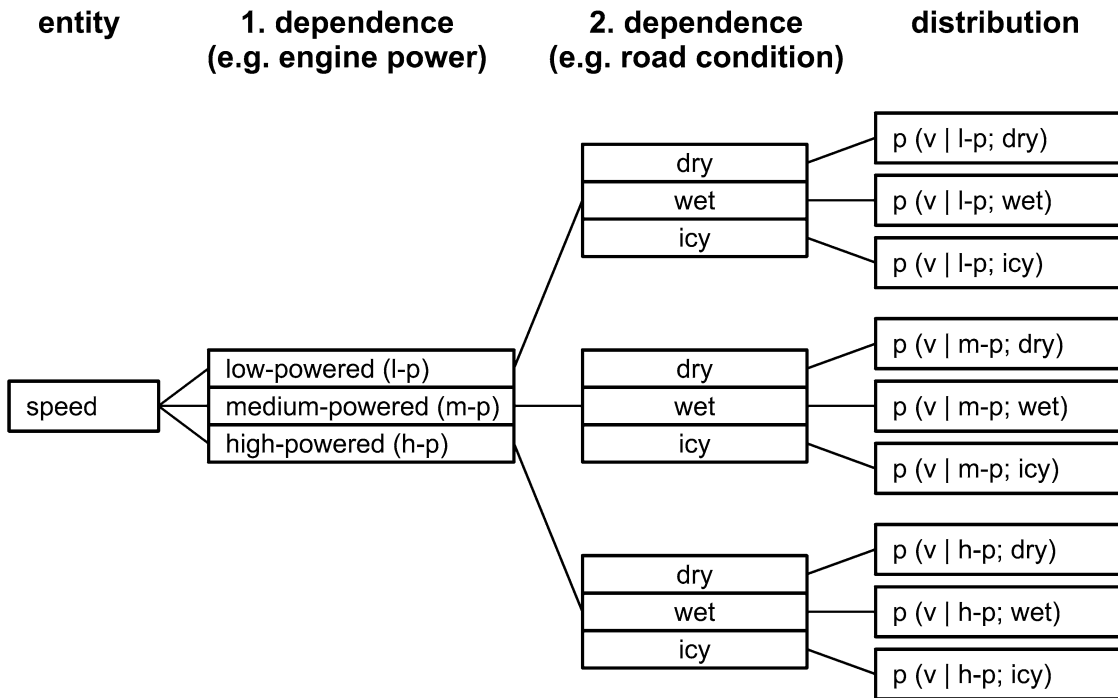 entity
1. dependence
(e.g. engine power)
2. dependence
(e.g. road condition)
distribution
speed
low-powered (l-p)
medium-powered (m-p)
high-powered (h-p)
dry
wet
icy
dry
wet
icy
dry
wet
icy
p (v | l-p; dry)
p (v | l-p; wet)
p (v | l-p; icy)
p (v | m-p; dry)
p (v | m-p; wet)
p (v | m-p; icy)
p (v | h-p; dry)
p (v | h-p; wet)
p (v | h-p; icy)